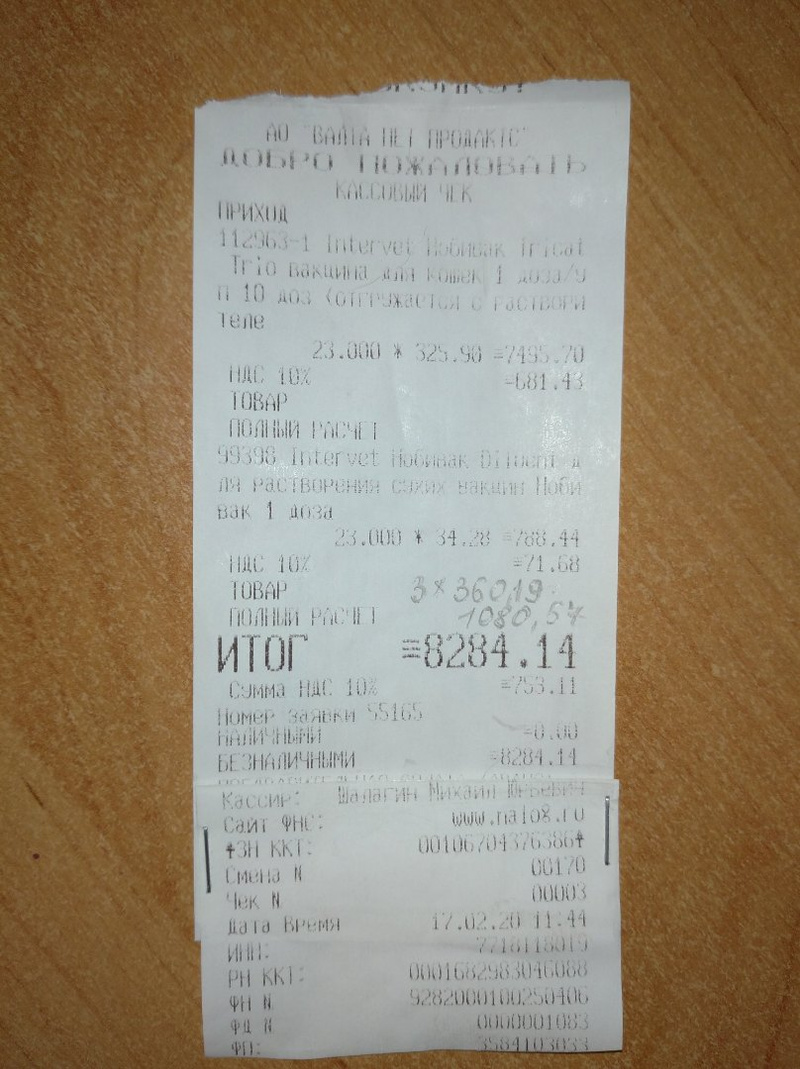 АО "ВАЛТА ПЕТ ПРОДАКТС"
ДОБРО ПОЖАЛОВАТЬ
КАССОВЫЙ ЧЕК
ПРИХОД
112963-1 Intervet Нобивак Tricat
Trio вакцина для кошек 1 доза/у
п 10 доз (отгружается с раствори
теле
23.000 * 325.90 =7495.70
НДС 10% =681.43
ТОВАР
ПОЛНЫЙ РАСЧЕТ
99398 Intervet Нобивак Diluent д
ля растворения сухих вакцин Ноби
вак 1 доза
23.000 * 34.28 =788.44
НДС 10% =71.68
ТОВАР 3 × 360,19
ПОЛНЫЙ РАСЧЕТ 1080,57
ИТОГ =8284.14
Сумма НДС 10% =753.11
Номер заявки 55165
НАЛИЧНЫМИ =0.00
БЕЗНАЛИЧНЫМИ =8284.14
Кассир: Шалагин Михаил Юрьевич
Сайт ФНС: www.nalog.ru
ЗН ККТ: 00106704376386
Смена N 00170
Чек N 00003
Дата Время 17.02.20 11:44
ИНН: 7718118019
РН ККТ: 0001682983046088
ФН N 9282000100250406
ФД N 0000001083
ФП: 3584103033